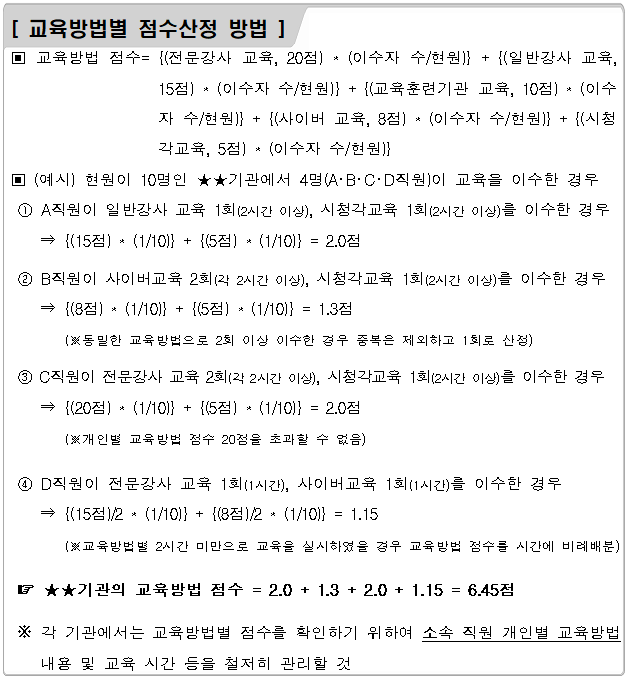 [ 교육방법별 점수산정 방법 ]
▣ 교육방법 점수= {(전문강사 교육, 20점) * (이수자 수/현원)} + {(일반강사 교육,
15점) * (이수자 수/현원)} + {(교육훈련기관 교육, 10점) * (이수
자 수/현원)} + {(사이버 교육, 8점) * (이수자 수/현원)} + {(시청
각교육, 5점) * (이수자 수/현원)}
▣ (예시) 현원이 10명인 ★★기관에서 4명(A·B·C·D직원)이 교육을 이수한 경우
① A직원이 일반강사 교육 1회(2시간 이상), 시청각교육 1회(2시간 이상)를 이수한 경우
⇒ {(15점) * (1/10)} + {(5점) * (1/10)} = 2.0점
② B직원이 사이버교육 2회(각 2시간 이상), 시청각교육 1회(2시간 이상)를 이수한 경우
⇒ {(8점) * (1/10)} + {(5점) * (1/10)} = 1.3점
(※동일한 교육방법으로 2회 이상 이수한 경우 중복은 제외하고 1회로 산정)
③ C직원이 전문강사 교육 2회(각 2시간 이상), 시청각교육 1회(2시간 이상)를 이수한 경우
⇒ {(20점) * (1/10)} + {(5점) * (1/10)} = 2.0점
(※개인별 교육방법 점수 20점을 초과할 수 없음)
④ D직원이 전문강사 교육 1회(1시간), 사이버교육 1회(1시간)를 이수한 경우
⇒ {(15점)/2 * (1/10)} + {(8점)/2 * (1/10)} = 1.15
(※교육방법별 2시간 미만으로 교육을 실시하였을 경우 교육방법 점수를 시간에 비례배분)
☞ ★★기관의 교육방법 점수 = 2.0 + 1.3 + 2.0 + 1.15 = 6.45점
※ 각 기관에서는 교육방법별 점수를 확인하기 위하여 소속 직원 개인별 교육방법
내용 및 교육 시간 등을 철저히 관리할 것